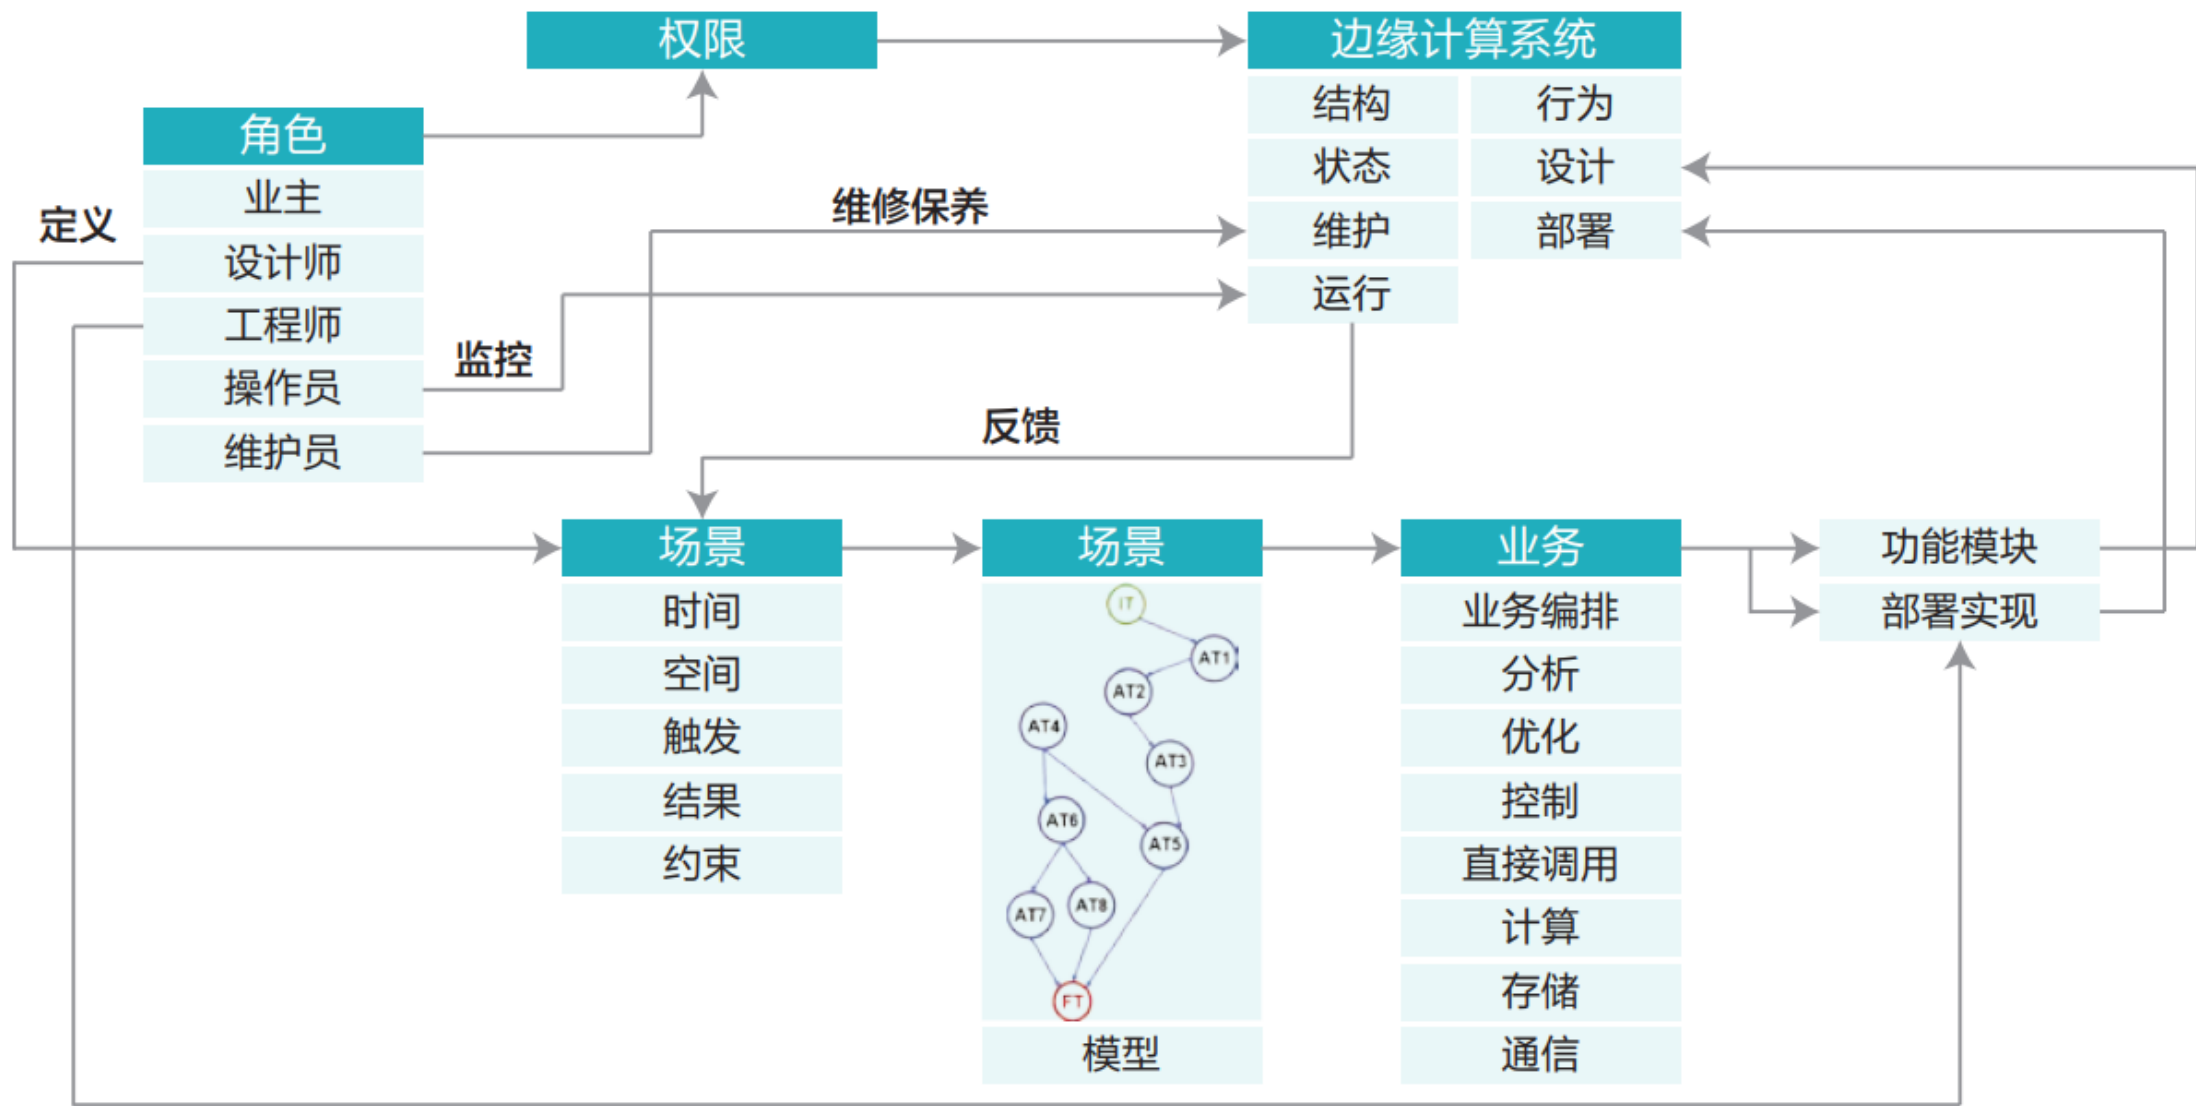 权限
边缘计算系统
结构
行为
状态
设计
维护
部署
运行
角色
业主
设计师
工程师
操作员
维护员
定义
维修保养
监控
反馈
场景
时间
空间
触发
结果
约束
场景
IT
AT1
AT2
AT4
AT3
AT6
AT5
AT7
AT8
FT
模型
业务
业务编排
分析
优化
控制
直接调用
计算
存储
通信
功能模块
部署实现